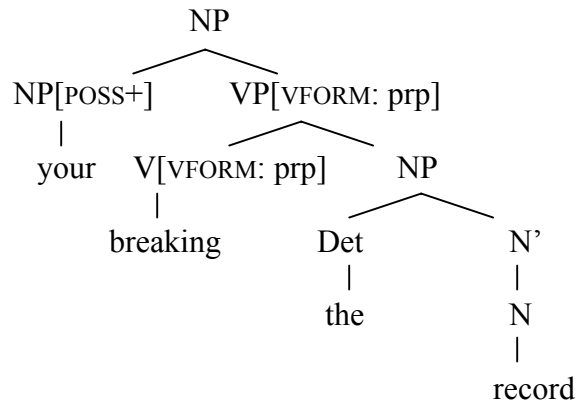 NP
NP[POSS+] VP[VFORM: prp]
your V[VFORM: prp] NP
breaking Det N’
the N
record